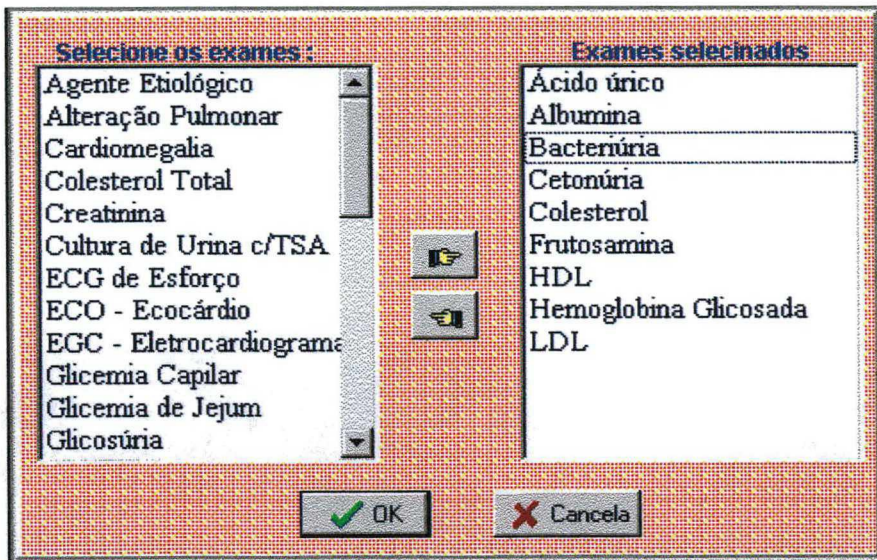 Selecione os exames :
Agente Etiológico
Alteração Pulmonar
Cardiomegalia
Colesterol Total
Creatinina
Cultura de Urina c/TSA
ECG de Esforço
ECO - Ecocárdio
EGC - Eletrocardiograma
Glicemia Capilar
Glicemia de Jejum
Glicosúria
Exames selecinados
Ácido úrico
Albumina
Bacteriúria
Cetonúria
Colesterol
Frutosamina
HDL
Hemoglobina Glicosada
LDL
OK
Cancela